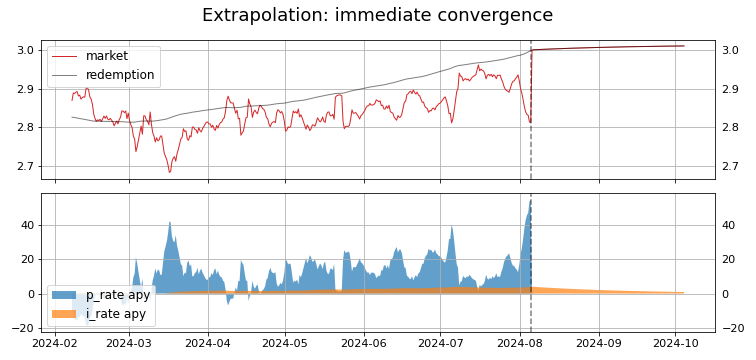 Extrapolation: immediate convergence
3.0 3.0
market
redemption
2.9 2.9
2.8 2.8
2.7 2.7
40 40
20 20
0 0
p_rate apy
i_rate apy
−20 −20
2024-02 2024-03 2024-04 2024-05 2024-06 2024-07 2024-08 2024-09 2024-10